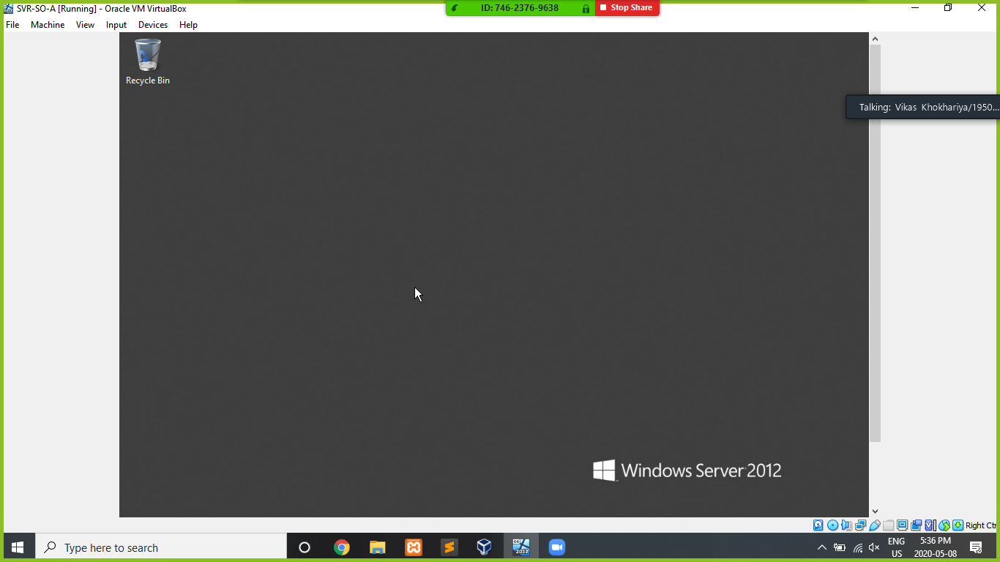 SVR-SO-A [Running] - Oracle VM VirtualBox
ID: 746-2376-9638
Stop Share
File Machine View Input Devices Help
Recycle Bin
Talking: Vikas Khokhariya/1950...
Windows Server 2012
Right Ctr
Type here to search
2012
ENG
US
5:36 PM
2020-05-08